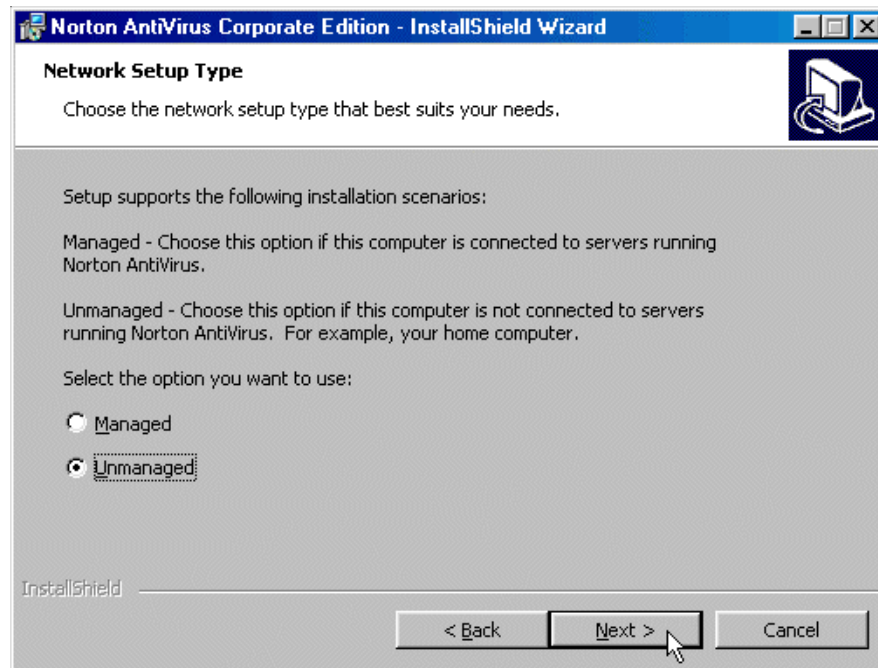 Norton AntiVirus Corporate Edition - InstallShield Wizard
Network Setup Type
Choose the network setup type that best suits your needs.
Setup supports the following installation scenarios:
Managed - Choose this option if this computer is connected to servers running
Norton AntiVirus.
Unmanaged - Choose this option if this computer is not connected to servers
running Norton AntiVirus.  For example, your home computer.
Select the option you want to use:
Managed
Unmanaged
InstallShield
< Back Next > Cancel